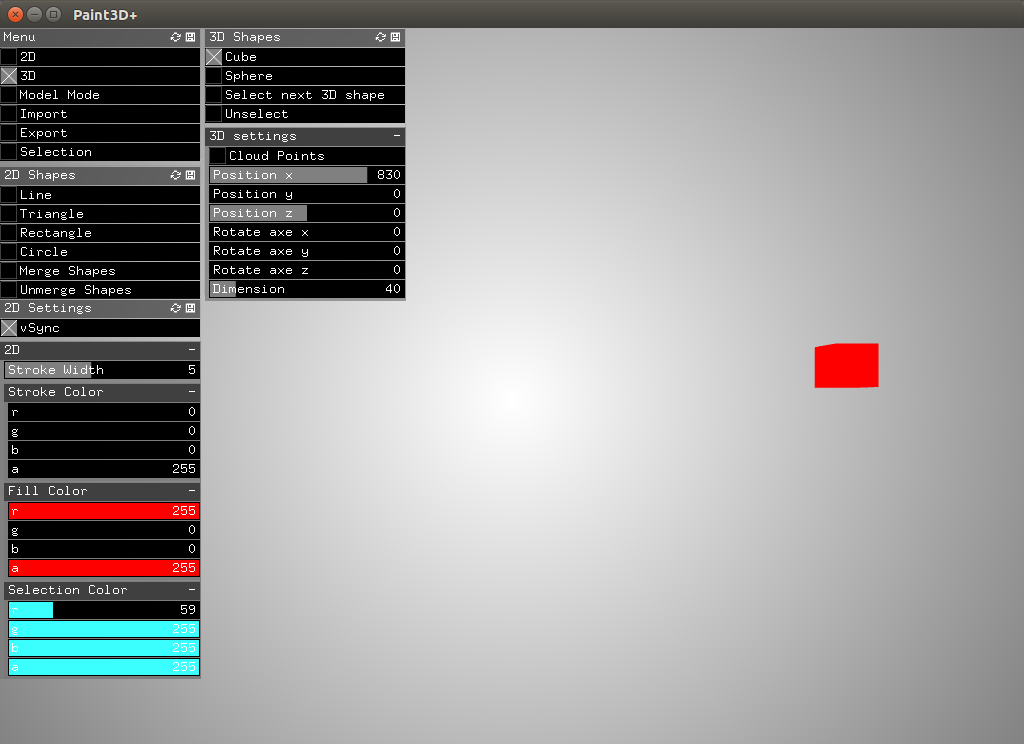 Paint3D+
Menu
2D
3D
Model Mode
Import
Export
Selection
2D Shapes
Line
Triangle
Rectangle
Circle
Merge Shapes
Unmerge Shapes
2D Settings
vSync
2D
Stroke Width 5
Stroke Color
r 0
g 0
b 0
a 255
Fill Color
r 255
g 0
b 0
a 255
Selection Color
r 59
g 255
b 255
a 255
3D Shapes
Cube
Sphere
Select next 3D shape
Unselect
3D settings
Cloud Points
Position x 830
Position y 0
Position z 0
Rotate axe x 0
Rotate axe y 0
Rotate axe z 0
Dimension 40